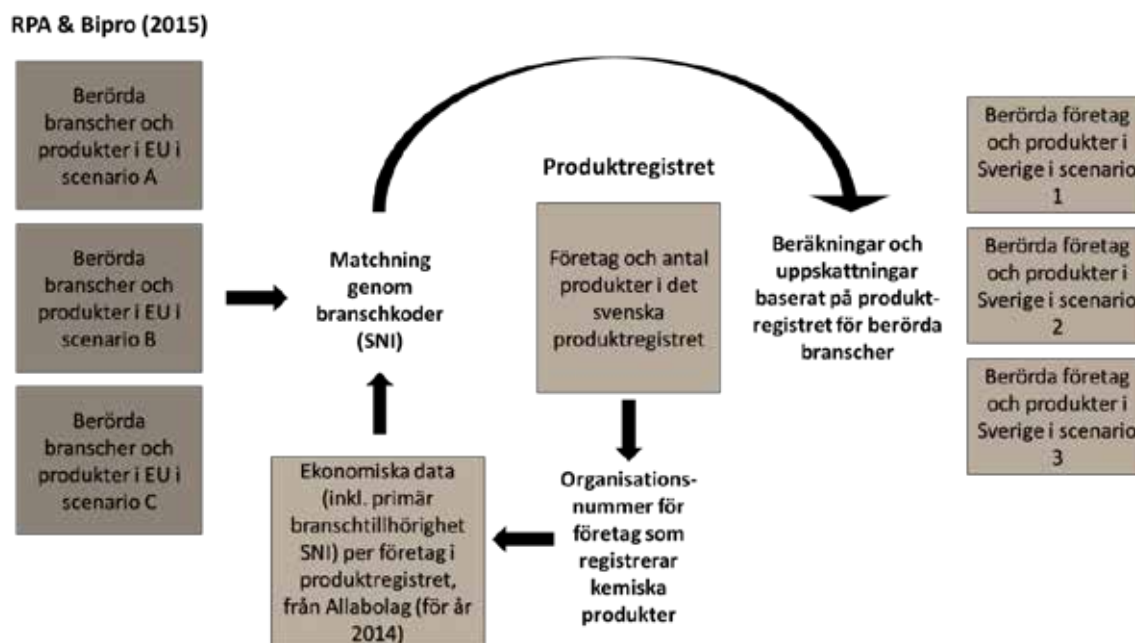 RPA & Bipro (2015)
Berörda
branscher och
produkter i EU i
scenario A
Berörda
branscher och
produkter i EU i
scenario B
Berörda
branscher och
produkter i EU i
scenario C
Matchning
genom
branschkoder
(SNI)
Ekonomiska data
(inkl. primär
branschtillhörighet
SNI) per företag i
produktregistret,
från Allabolag (för år
2014)
Produktregistret
Företag och antal
produkter i det
svenska
produktregistret
Organisations-
nummer för
företag som
registrerar
kemiska
produkter
Beräkningar och
uppskattningar
baserat på produkt-
registret för berörda
branscher
Berörda företag
och produkter i
Sverige i scenario
1
Berörda företag
och produkter i
Sverige i scenario
2
Berörda företag
och produkter i
Sverige i scenario
3